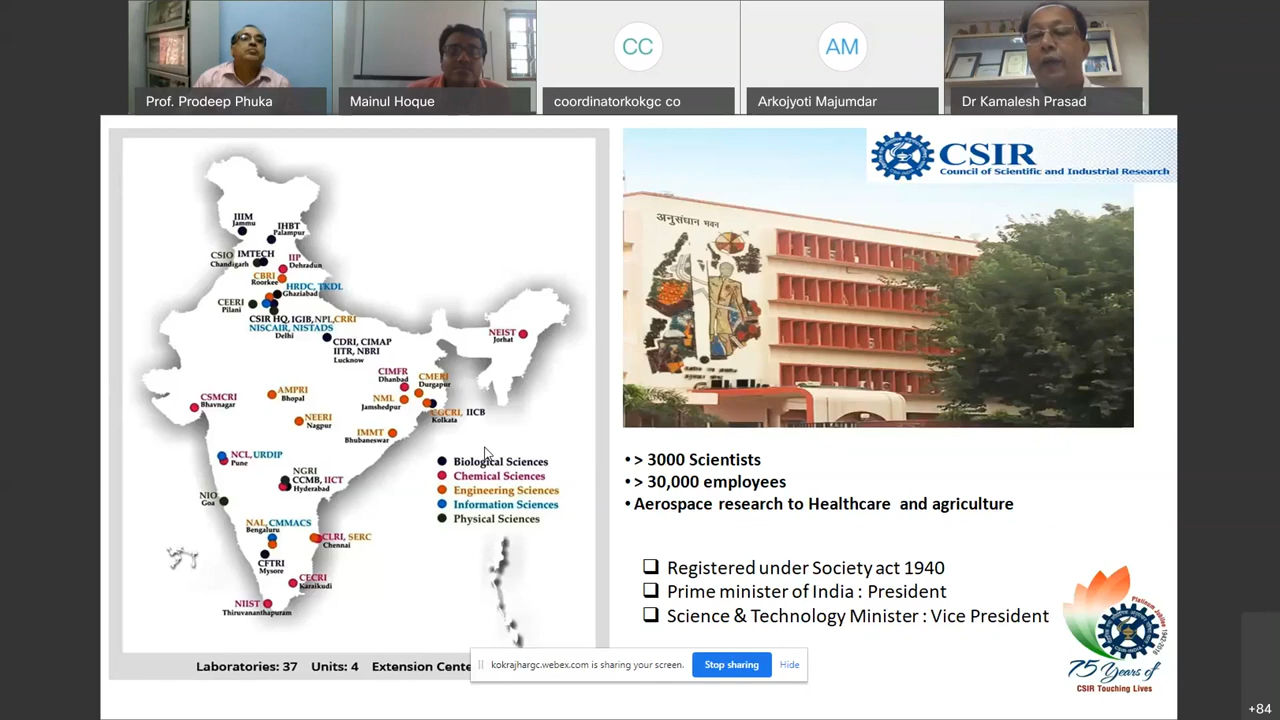 CC
AM
Prof. Prodeep Phuka
Mainul Hoque
coordinatorkokgc co
Arkojyoti Majumdar
Dr Kamalesh Prasad
IIIM
Jammu
IHBT
Palampur
CSIO
Chandigarh
IMTECH
IIP
Dehradun
CBRI
Roorkee
HRDC, TKDL
Ghaziabad
CEERI
Pilani
CSIR HQ, IGIB, NPL, CRRI
NISCAIR, NISTADS
Delhi
CDRI, CIMAP
IITR, NBRI
Lucknow
NEIST
Jorhat
CIMFR
Dhanbad
CMERI
Durgapur
AMPRI
Bhopal
CSMCRI
Bhavnagar
NML
Jamshedpur
CGCRI, IICB
Kolkata
NEERI
Nagpur
IMMT
Bhubaneswar
NCL, URDIP
Pune
NGRI
CCMB, IICT
Hyderabad
NIO
Goa
NAL, CMMACS
Bengaluru
CLRI, SERC
Chennai
CFTRI
Mysore
CECRI
Karaikudi
NIIST
Thiruvananthapuram
Biological Sciences
Chemical Sciences
Engineering Sciences
Information Sciences
Physical Sciences
Laboratories: 37 Units: 4 Extension Cente
CSIR
Council of Scientific and Industrial Research
अनुसंधान भवन
• > 3000 Scientists
• > 30,000 employees
• Aerospace research to Healthcare and agriculture
Registered under Society act 1940
Prime minister of India : President
Science & Technology Minister : Vice President
Platinum Jubilee
75 Years of
CSIR Touching Lives
kokrajhargc.webex.com is sharing your screen.
Stop sharing
Hide
+84